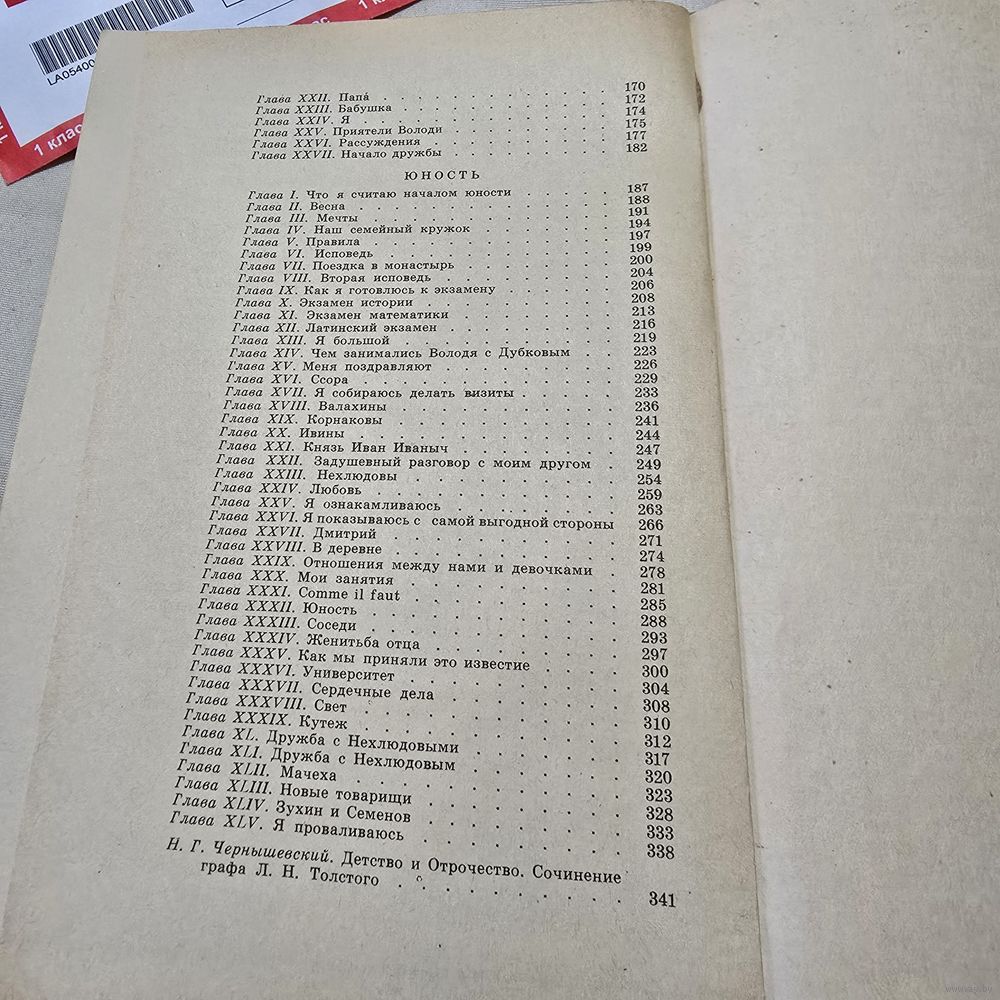 1 клас
LA05400
1 клас
Глава XXII. Папа . . . . . . . . . . 170
Глава XXIII. Бабушка . . . . . . . . . . 172
Глава XXIV. Я . . . . . . . . . . 174
Глава XXV. Приятели Володи . . . . . . . . 175
Глава XXVI. Рассуждения . . . . . . . . 177
Глава XXVII. Начало дружбы . . . . . . . . 182
ЮНОСТЬ
Глава I. Что я считаю началом юности . . . . . 187
Глава II. Весна . . . . . . . . . . 188
Глава III. Мечты . . . . . . . . . . 191
Глава IV. Наш семейный кружок . . . . . . . 194
Глава V. Правила . . . . . . . . . . 197
Глава VI. Исповедь . . . . . . . . . . 199
Глава VII. Поездка в монастырь . . . . . . . 200
Глава VIII. Вторая исповедь . . . . . . . . 204
Глава IX. Как я готовлюсь к экзамену . . . . . 206
Глава X. Экзамен истории . . . . . . . . 208
Глава XI. Экзамен математики . . . . . . . 213
Глава XII. Латинский экзамен . . . . . . . 216
Глава XIII. Я большой . . . . . . . . . 219
Глава XIV. Чем занимались Володя с Дубковым . . 223
Глава XV. Меня поздравляют . . . . . . . . 226
Глава XVI. Ссора . . . . . . . . . . 229
Глава XVII. Я собираюсь делать визиты . . . . . 233
Глава XVIII. Валахины . . . . . . . . . 236
Глава XIX. Корнаковы . . . . . . . . . 241
Глава XX. Ивины . . . . . . . . . . 244
Глава XXI. Князь Иван Иваныч . . . . . . . 247
Глава XXII. Задушевный разговор с моим другом . 249
Глава XXIII. Нехлюдовы . . . . . . . . . 254
Глава XXIV. Любовь . . . . . . . . . . 259
Глава XXV. Я ознакамливаюсь . . . . . . . 263
Глава XXVI. Я показываюсь с самой выгодной стороны 266
Глава XXVII. Дмитрий . . . . . . . . . 271
Глава XXVIII. В деревне . . . . . . . . . 274
Глава XXIX. Отношения между нами и девочками . 278
Глава XXX. Мои занятия . . . . . . . . . 281
Глава XXXI. Comme il faut . . . . . . . . 285
Глава XXXII. Юность . . . . . . . . . . 288
Глава XXXIII. Соседи . . . . . . . . . . 293
Глава XXXIV. Женитьба отца . . . . . . . . 297
Глава XXXV. Как мы приняли это известие . . . . 300
Глава XXXVI. Университет . . . . . . . . 304
Глава XXXVII. Сердечные дела . . . . . . . 308
Глава XXXVIII. Свет . . . . . . . . . . 310
Глава XXXIX. Кутеж . . . . . . . . . . 312
Глава XL. Дружба с Нехлюдовыми . . . . . . 317
Глава XLI. Дружба с Нехлюдовым . . . . . . 320
Глава XLII. Мачеха . . . . . . . . . . 323
Глава XLIII. Новые товарищи . . . . . . . 328
Глава XLIV. Зухин и Семенов . . . . . . . 333
Глава XLV. Я проваливаюсь . . . . . . . . 338
Н. Г. Чернышевский. Детство и Отрочество. Сочинение
графа Л. Н. Толстого . . . . . . . . . 341